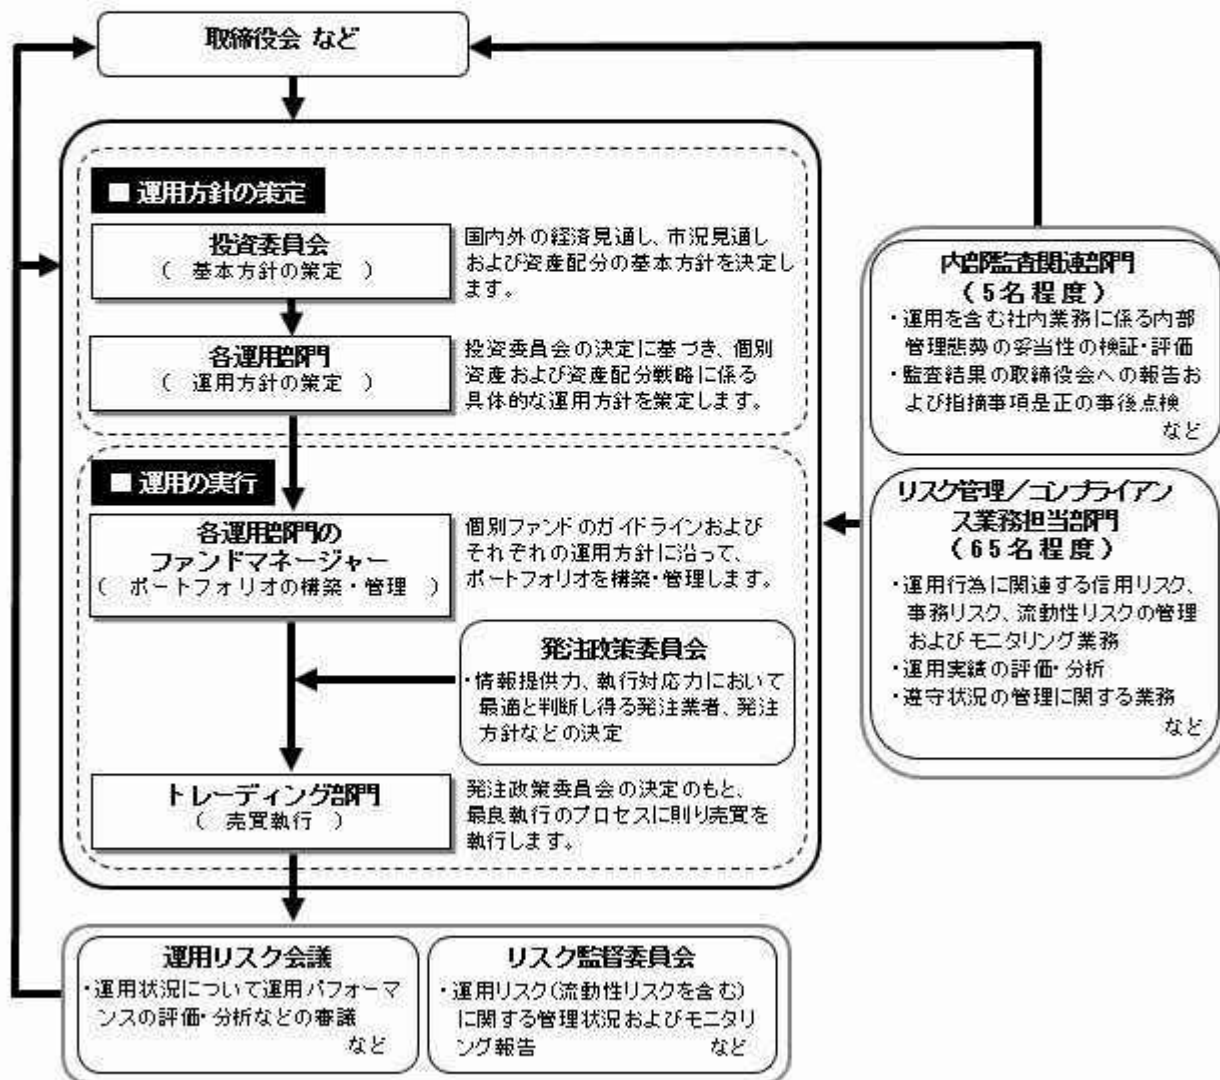 取締役会 など
■ 運用方針の策定
投資委員会
( 基本方針の策定 )
国内外の経済見通し、市況見通し
および資産配分の基本方針を決定し
ます。
各運用部門
( 運用方針の策定 )
投資委員会の決定に基づき、個別
資産および資産配分戦略に係る
具体的な運用方針を策定します。
■ 運用の実行
各運用部門の
ファンドマネージャー
( ポートフォリオの構築・管理 )
個別ファンドのガイドラインおよび
それぞれの運用方針に沿って、
ポートフォリオを構築・管理します。
発注政策委員会
・情報提供力、執行対応力において
最適と判断し得る発注業者、発注
方針などの決定
トレーディング部門
( 売買執行 )
発注政策委員会の決定のもと、
最良執行のプロセスに則り売買を
執行します。
内部監査関連部門
(5名程度)
・運用を含む社内業務に係る内部
管理態勢の妥当性の検証・評価
・監査結果の取締役会への報告お
よび指摘事項是正の事後点検
など
リスク管理/コンプライアン
ス業務担当部門
(65名程度)
・運用行為に関連する信用リスク、
事務リスク、流動性リスクの管理
およびモニタリング業務
・運用実績の評価・分析
・遵守状況の管理に関する業務
など
運用リスク会議
・運用状況について運用パフォーマ
ンスの評価・分析などの審議
など
リスク監督委員会
・運用リスク(流動性リスクを含む)
に関する管理状況およびモニタリ
ング報告 など